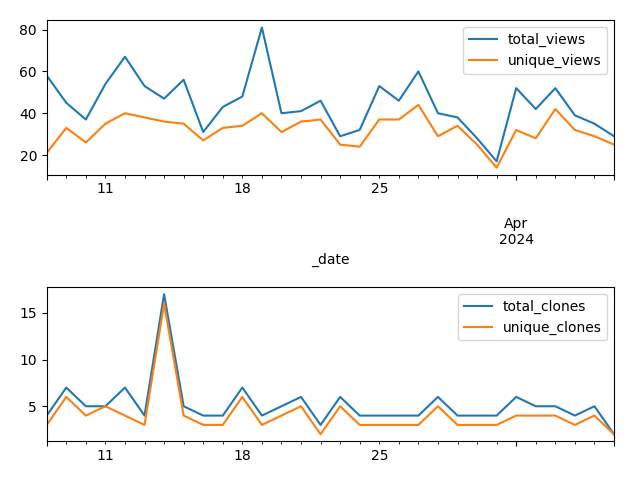 80
60
40
20
total_views
unique_views
11
18
25
Apr
2024
_date
15
10
5
total_clones
unique_clones
11
18
25